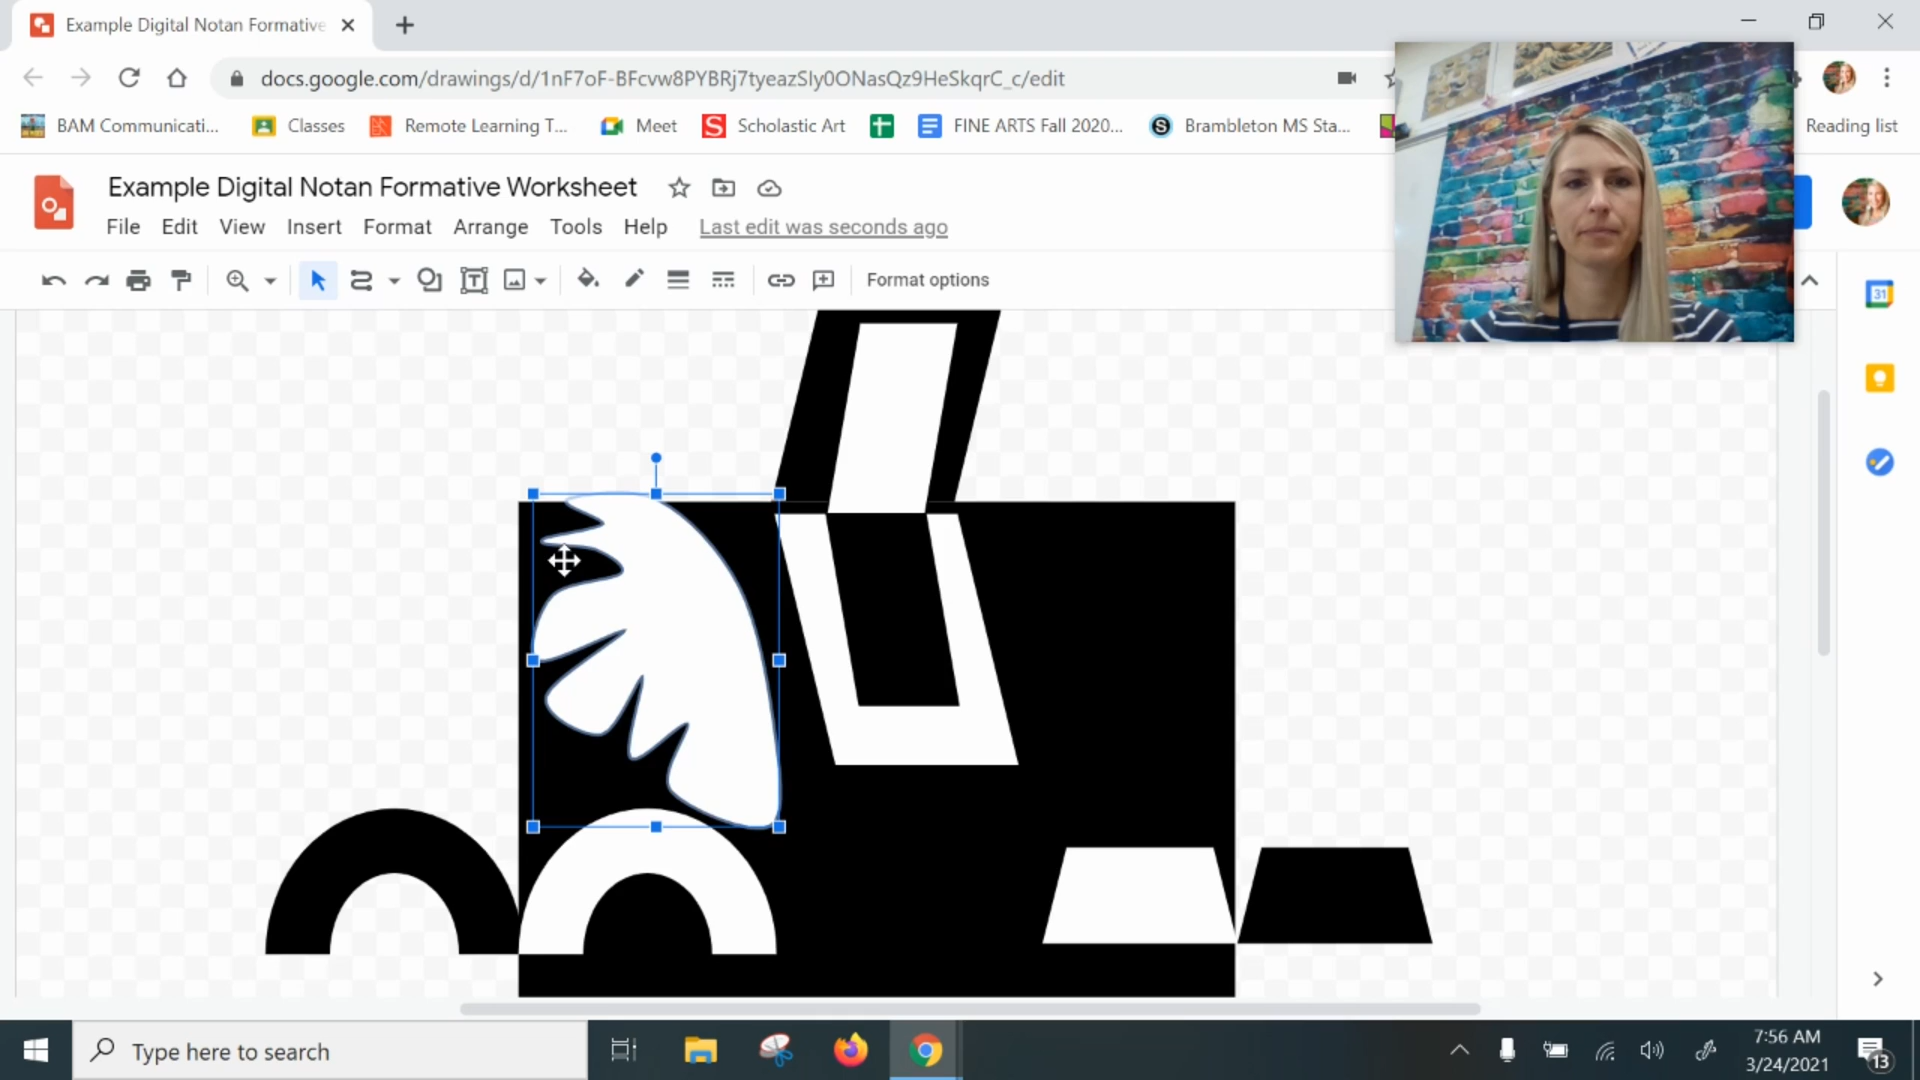 Example Digital Notan Formative
docs.google.com/drawings/d/1nF7oF-BFcvw8PYBRj7tyeazSIy0ONasQz9HeSkqrC_c/edit
BAM Communicati... Classes Remote Learning T... Meet Scholastic Art FINE ARTS Fall 2020... Brambleton MS Sta... Reading list
Example Digital Notan Formative Worksheet
File Edit View Insert Format Arrange Tools Help Last edit was seconds ago
Format options
31
Type here to search
7:56 AM
3/24/2021
13